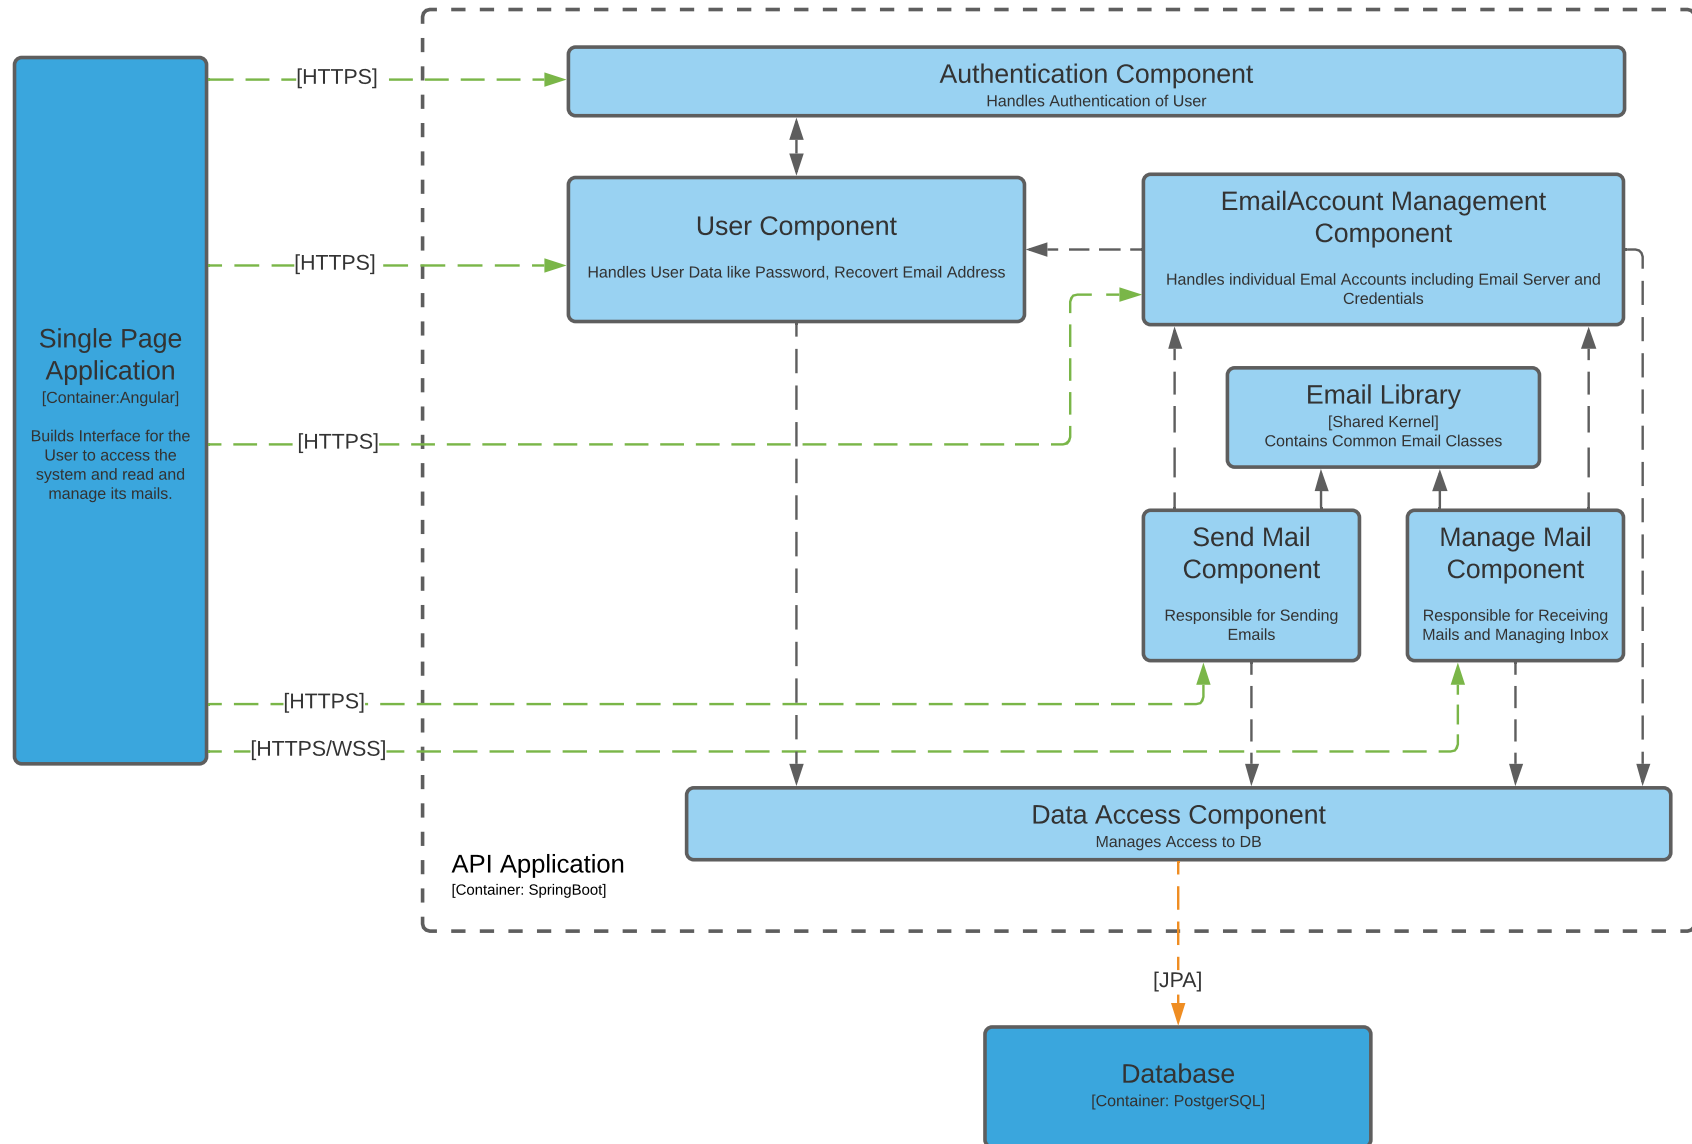 [HTTPS]
Authentication Component
Handles Authentication of User
[HTTPS]
User Component
Handles User Data like Password, Recovert Email Address
EmailAccount Management
Component
Handles individual Emal Accounts including Email Server and
Credentials
Single Page
Application
[Container:Angular]
Builds Interface for the
User to access the
system and read and
manage its mails.
[HTTPS]
Email Library
[Shared Kernel]
Contains Common Email Classes
Send Mail
Component
Responsible for Sending
Emails
Manage Mail
Component
Responsible for Receiving
Mails and Managing Inbox
[HTTPS]
[HTTPS/WSS]
Data Access Component
Manages Access to DB
API Application
[Container: SpringBoot]
[JPA]
Database
[Container: PostgerSQL]